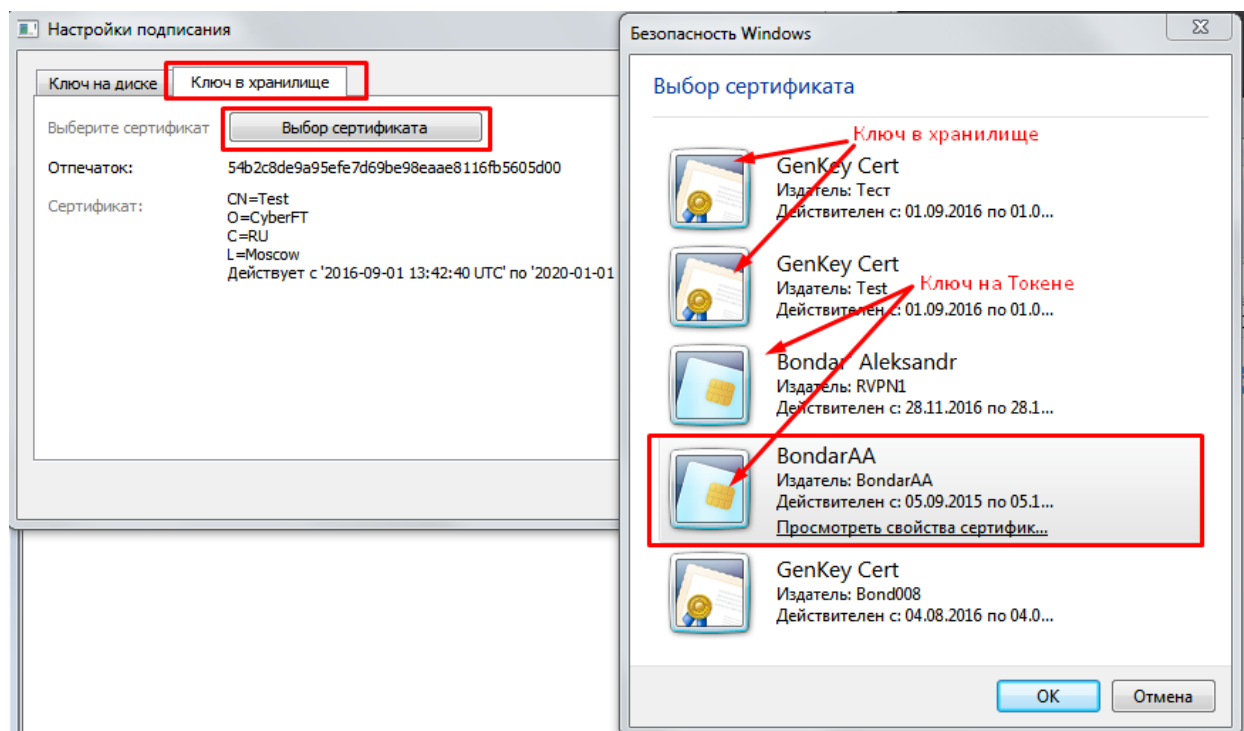 Настройки подписания
Ключ на диске
Ключ в хранилище
Выберите сертификат
Выбор сертификата
Отпечаток:
54b2c8de9a95efe7d69be98eaae8116fb5605d00
Сертификат:
CN=Test
O=CyberFT
C=RU
L=Moscow
Действует с '2016-09-01 13:42:40 UTC' по '2020-01-01
Безопасность Windows
Выбор сертификата
Ключ в хранилище
GenKey Cert
Издатель: Тест
Действителен с: 01.09.2016 по 01.0...
GenKey Cert
Издатель: Test
Ключ на Токене
Действителен с: 01.09.2016 по 01.0...
Bondar' Aleksandr
Издатель: RVPN1
Действителен с: 28.11.2016 по 28.1...
BondarAA
Издатель: BondarAA
Действителен с: 05.09.2015 по 05.1...
Просмотреть свойства сертифик...
GenKey Cert
Издатель: Bond008
Действителен с: 04.08.2016 по 04.0...
ОК
Отмена